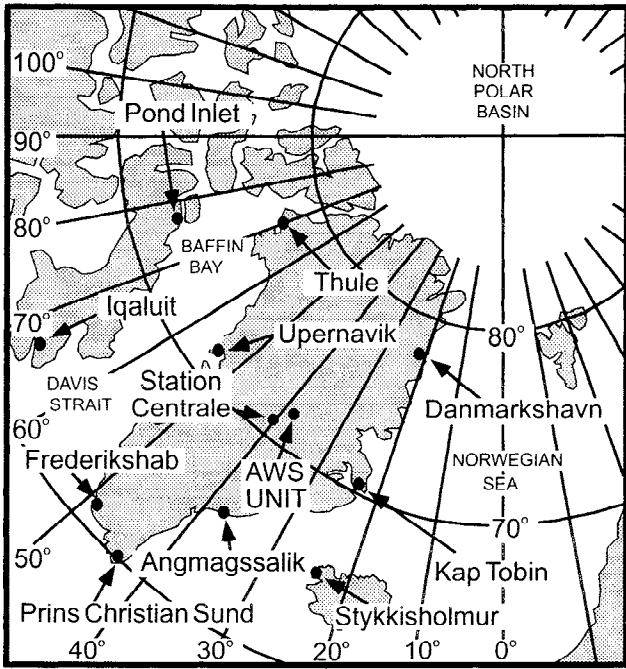 100°
NORTH
POLAR
BASIN
Pond Inlet
90°
80°
BAFFIN
BAY
Thule
Iqaluit
70°
Upernavik
80°
DAVIS
STRAIT
Station
Centrale
Danmarkshavn
60°
Frederikshab
AWS
UNIT
NORWEGIAN
SEA
70°
50°
Angmagssalik
Kap Tobin
Prins Christian Sund
Stykkisholmur
40°
30°
20°
10°
0°